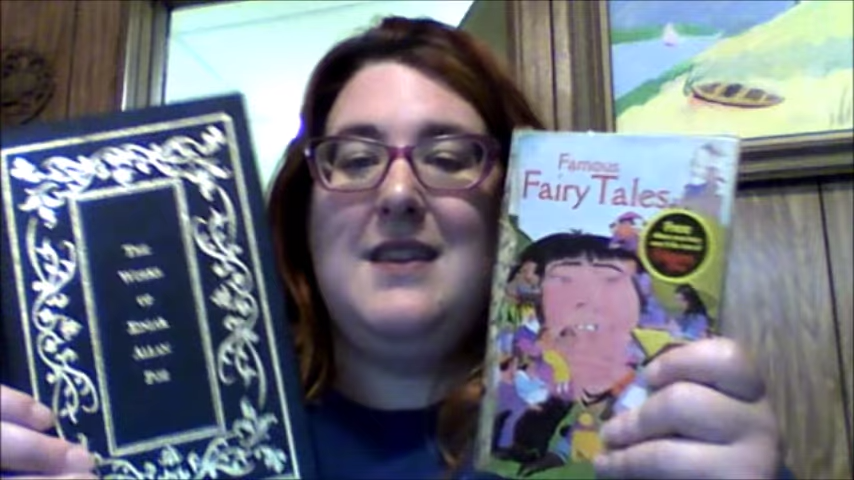 THE
WORKS
OF
EDGAR
ALLAN
POE
Famous
Fairy Tales
Free